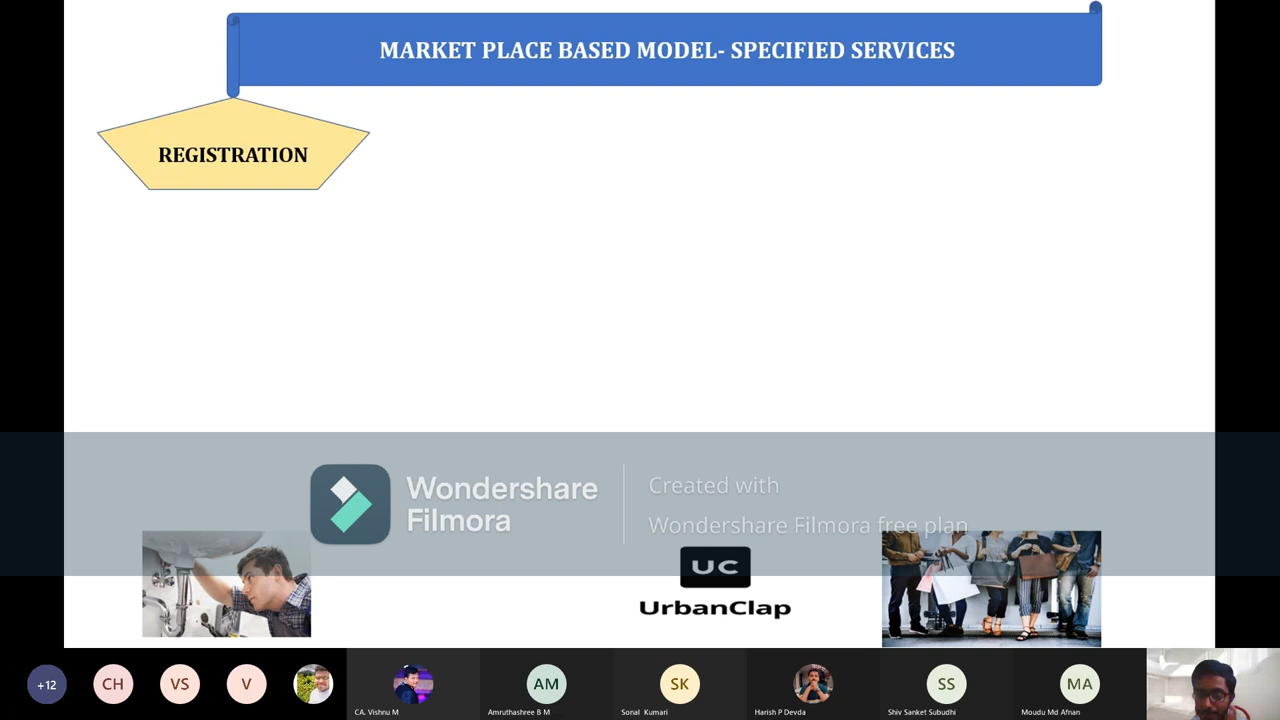 MARKET PLACE BASED MODEL- SPECIFIED SERVICES
REGISTRATION
Wondershare
Filmora
Created with
Wondershare Filmora free plan
UC
UrbanClap
+12
CH
VS
V
AM
SK
SS
MA
CA. Vishnu M
Amruthashree B M
Sonal Kumari
Harish P Devda
Shiv Sanket Subudhi
Moudu Md Afnan